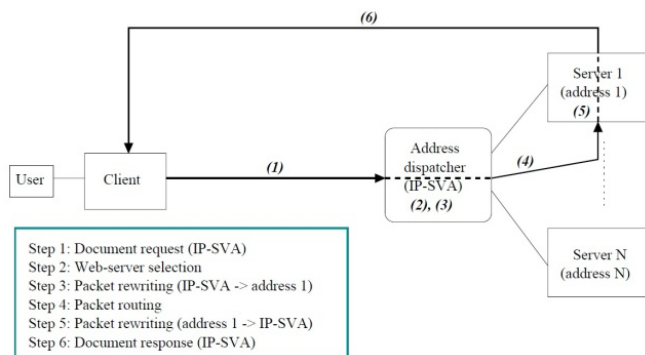 (6)
Server 1
(address 1)
(5)
Address
dispatcher
(IP-SVA)
(2), (3)
(1)
(4)
User
Client
Server N
(address N)
Step 1: Document request (IP-SVA)
Step 2: Web-server selection
Step 3: Packet rewriting (IP-SVA -> address 1)
Step 4: Packet routing
Step 5: Packet rewriting (address 1 -> IP-SVA)
Step 6: Document response (IP-SVA)